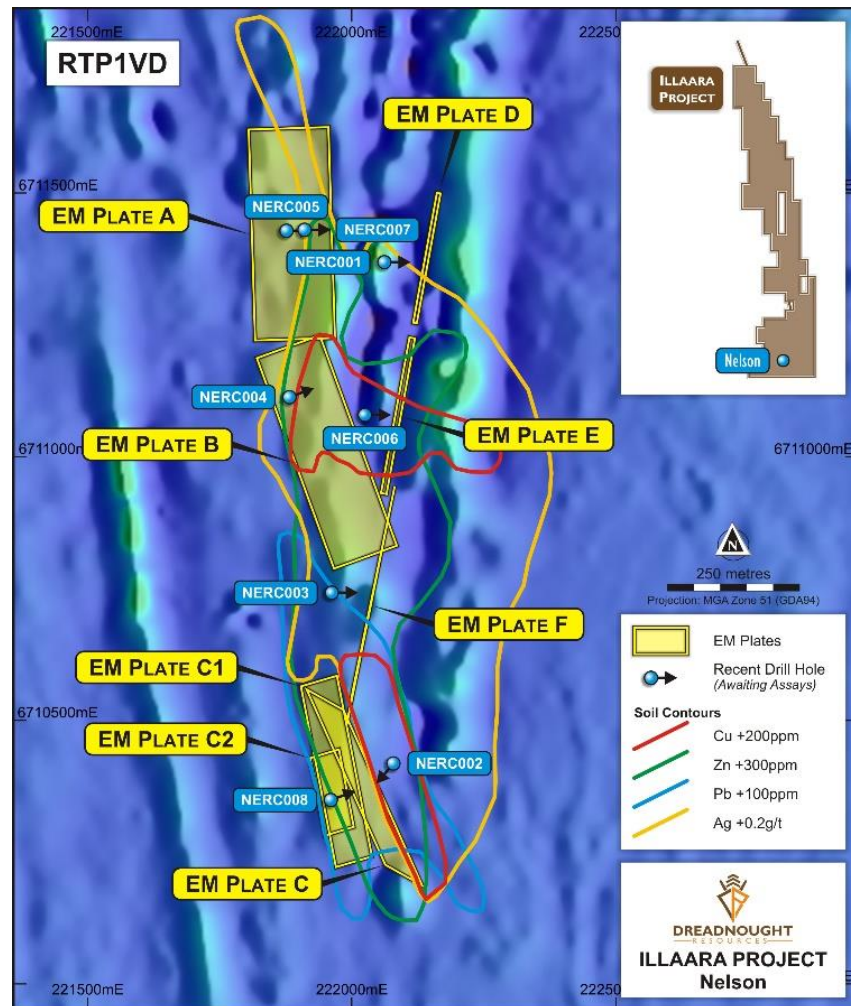 221500mE
222000mE
22250
RTP1VD
ILLAARA
PROJECT
EM PLATE D
6711500mE
EM PLATE A
NERC005
NERC007
NERC001
Nelson
NERC004
NERC006
EM PLATE B
EM PLATE E
6711000m
6711000mE
N
250 metres
Projection: MGA Zone 51 (GDA94)
NERC003
EM PLATE F
EM Plates
Recent Drill Hole
(Awaiting Assays)
EM PLATE C1
6710500mE
Soil Contours
EM PLATE C2
Cu +200ppm
NERC002
Zn +300ppm
NERC008
Pb +100ppm
Ag +0.2g/t
EM PLATE C
DREADNOUGHT
RESOURCES
ILLAARA PROJECT
Nelson
221500mE
222000mE
22250